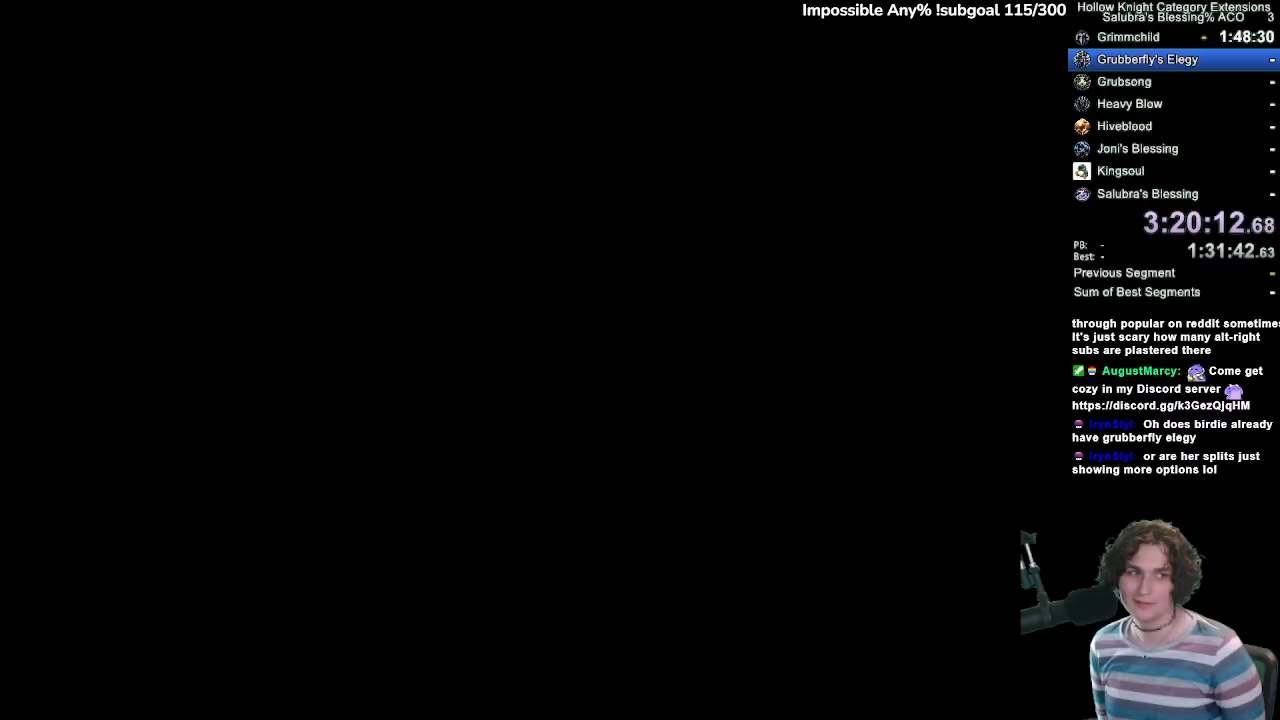 Impossible Any% !subgoal 115/300
Hollow Knight Category Extensions
Salubra's Blessing% ACO 3
Grimmchild - 1:48:30
Grubberfly's Elegy -
Grubsong -
Heavy Blow -
Hiveblood -
Joni's Blessing -
Kingsoul -
Salubra's Blessing -
3:20:12.68
PB: -
Best: -
1:31:42.63
Previous Segment -
Sum of Best Segments -
through popular on reddit sometimes
It's just scary how many alt-right
subs are plastered there
AugustMarcy: Come get
cozy in my Discord server
https://discord.gg/k3GezQJqHM
Oh does birdie already
have grubberfly elegy
or are her splits just
showing more options lol